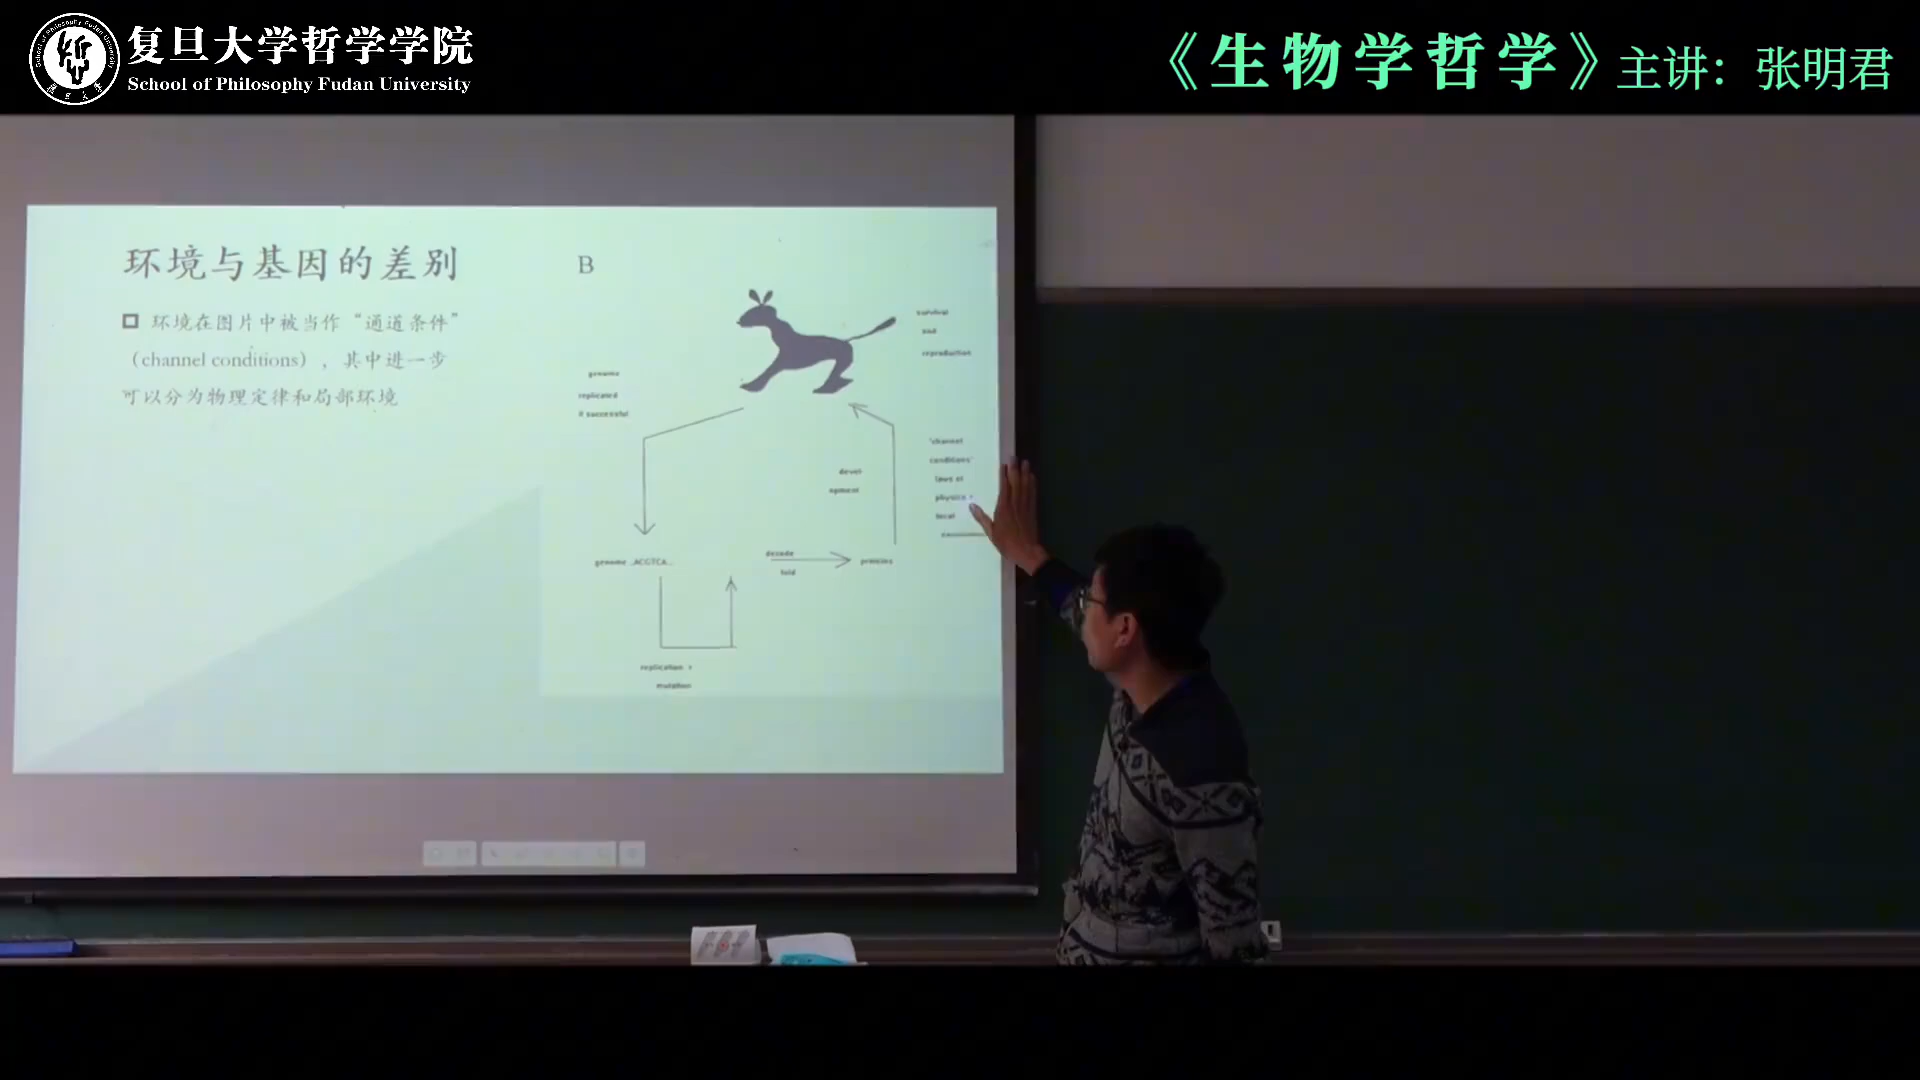 复旦大学哲学学院
School of Philosophy Fudan University
《生物学哲学》主讲：张明君
环境与基因的差别
环境在图片中被当作“通道条件”
（channel conditions），其中进一步
可以分为物理定律和局部环境
B
survival
and
reproduction
genome
replicated
if successful
"channel
conditions"
laws of
physics +
local
devel
opment
genome ..ACGTCA..
decode
fold
proteins
replication +
mutation